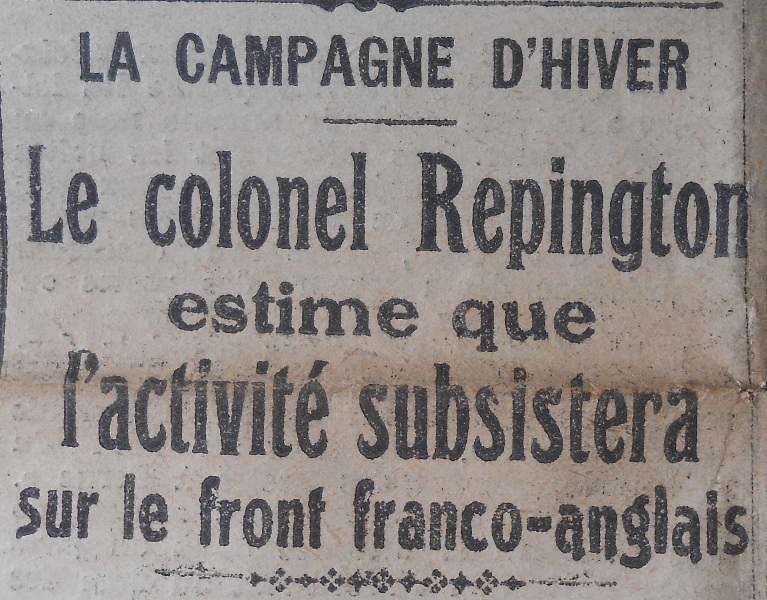 LA CAMPAGNE D'HIVER
Le colonel Repington
estime que
l'activité subsistera
sur le front franco-anglais